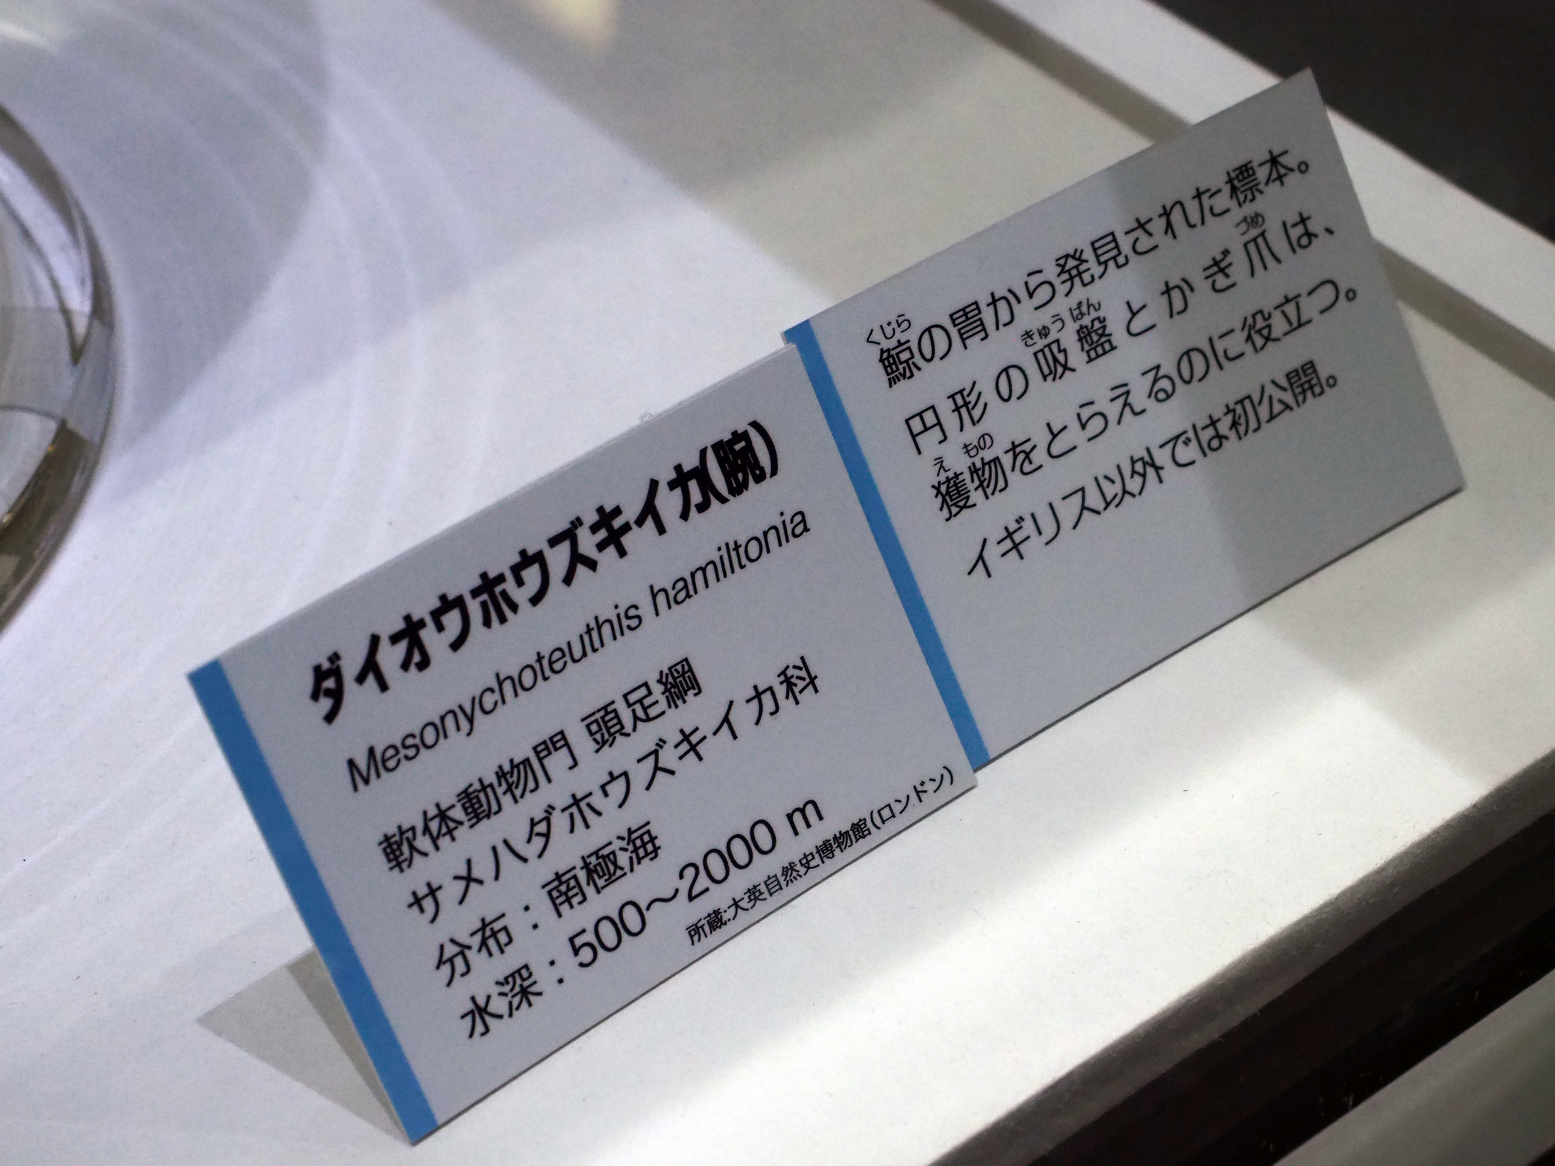 ダイオウホウズキイカ(腕)
Mesonychoteuthis hamiltonia
軟体動物門 頭足綱
サメハダホウズキイカ科
分布：南極海
水深：500～2000 m
所蔵:大英自然史博物館(ロンドン)
くじら
鯨の胃から発見された標本。
きゅうばん づめ
円形の吸盤とかぎ爪は、
えもの
獲物をとらえるのに役立つ。
イギリス以外では初公開。